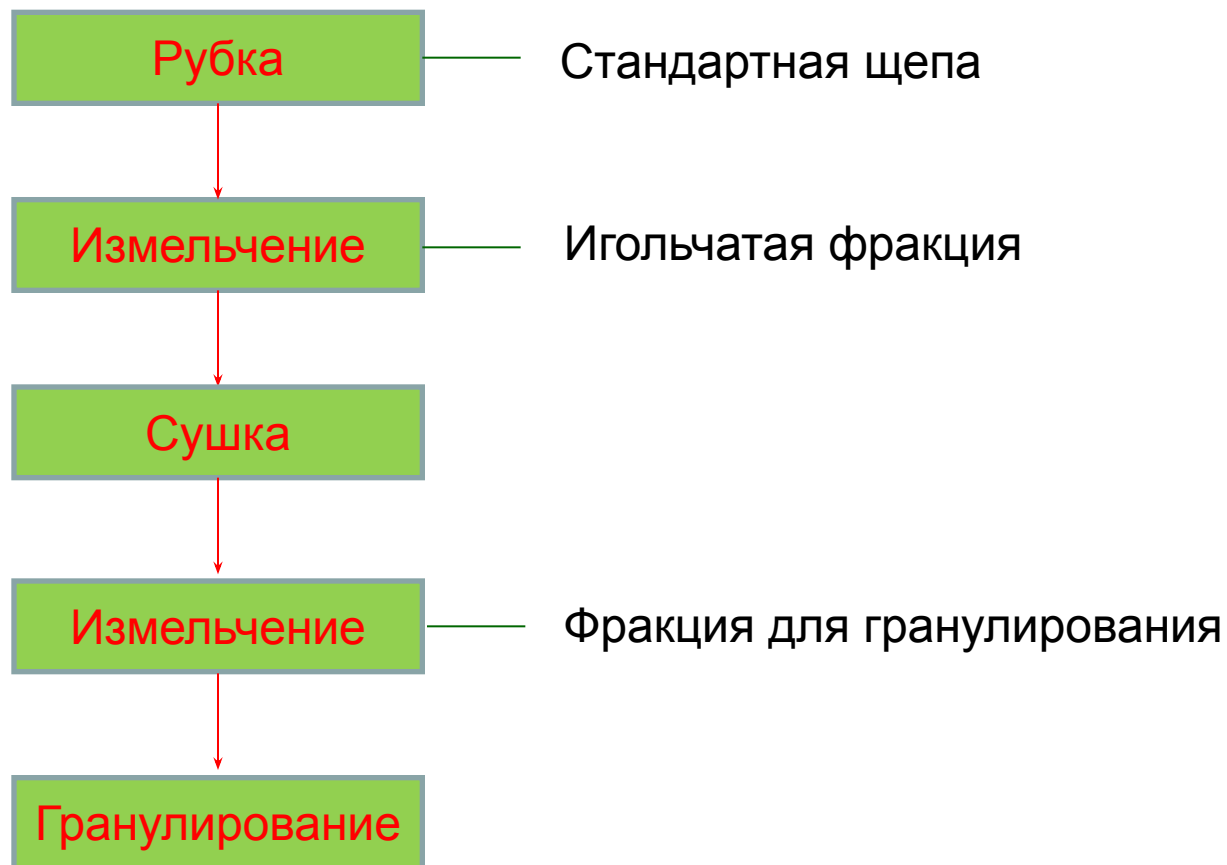 Рубка
Стандартная щепа
Измельчение
Игольчатая фракция
Сушка
Измельчение
Фракция для гранулирования
Гранулирование